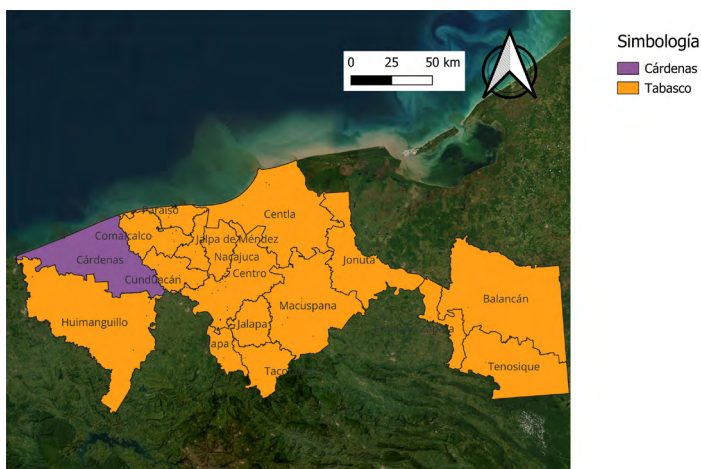 Simbología
Cárdenas
Tabasco
0 25 50 km
Paraíso
Centla
Comalcalco
Jalpa de Méndez
Nacajuca
Cárdenas
Centro
Jonuta
Cunduacán
Macuspana
Balancán
Huimanguillo
Jalapa
Tenosique